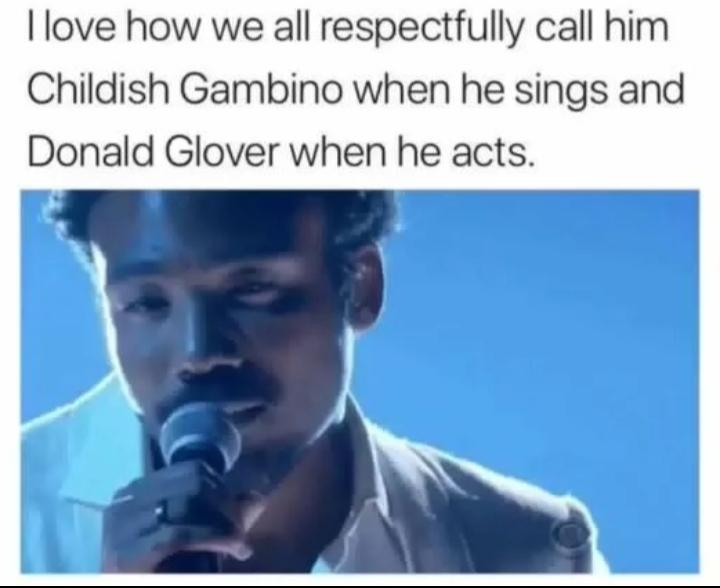 I love how we all respectfully call him
Childish Gambino when he sings and
Donald Glover when he acts.